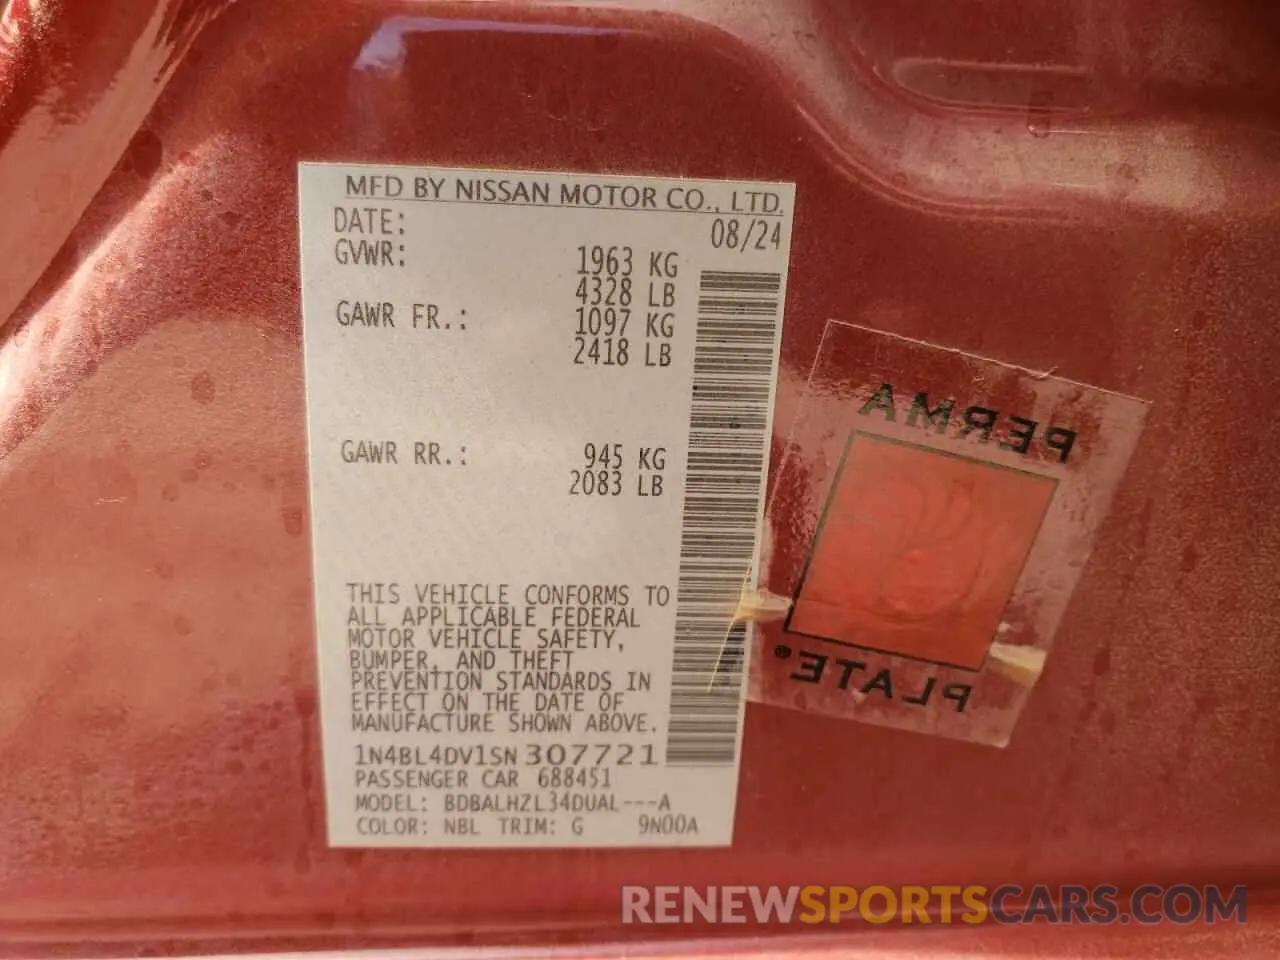 MFD BY NISSAN MOTOR CO., LTD.
DATE: 08/24
GVWR: 1963 KG
4328 LB
GAWR FR.: 1097 KG
2418 LB
GAWR RR.: 945 KG
2083 LB
THIS VEHICLE CONFORMS TO
ALL APPLICABLE FEDERAL
MOTOR VEHICLE SAFETY,
BUMPER, AND THEFT
PREVENTION STANDARDS IN
EFFECT ON THE DATE OF
MANUFACTURE SHOWN ABOVE.
1N4BL4DV1SN307721
PASSENGER CAR 688451
MODEL: BDBALHZL34DUAL---A
COLOR: NBL TRIM: G 9N00A
PERMA
PLATE®
RENEWSPORTSCARS.COM